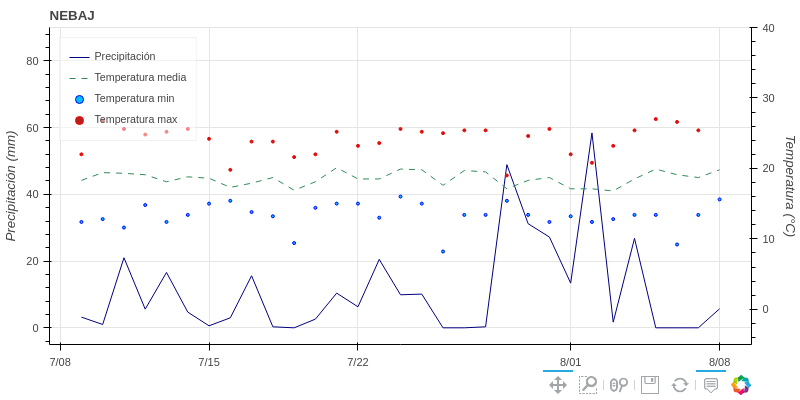 NEBAJ
Precipitación
Temperatura media
Temperatura min
Temperatura max
Precipitación (mm)
80
60
40
20
0
Temperatura (°C)
40
30
20
10
0
7/08 7/15 7/22 8/01 8/08